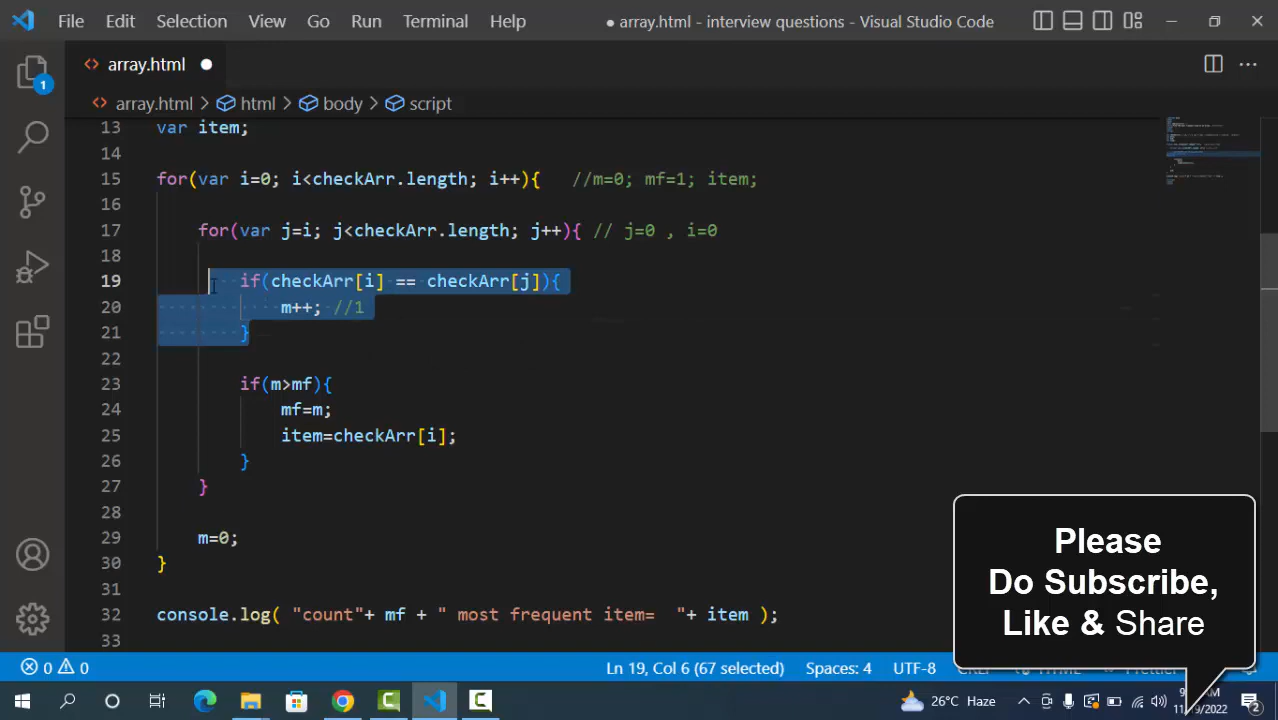 File Edit Selection View Go Run Terminal Help ● array.html - interview questions - Visual Studio Code
<> array.html ●
<> array.html > html > body > script
13 var item;
14
15 for(var i=0; i<checkArr.length; i++){ //m=0; mf=1; item;
16
17 for(var j=i; j<checkArr.length; j++){ // j=0 , i=0
18
19 if(checkArr[i] == checkArr[j]){
20 m++; //1
21 }
22
23 if(m>mf){
24 mf=m;
25 item=checkArr[i];
26 }
27 }
28
29 m=0;
30 }
31
32 console.log( "count"+ mf + " most frequent item=  "+ item );
33
1
Please
Do Subscribe,
Like & Share
0 0 Ln 19, Col 6 (67 selected) Spaces: 4 UTF-8
26°C Haze
2